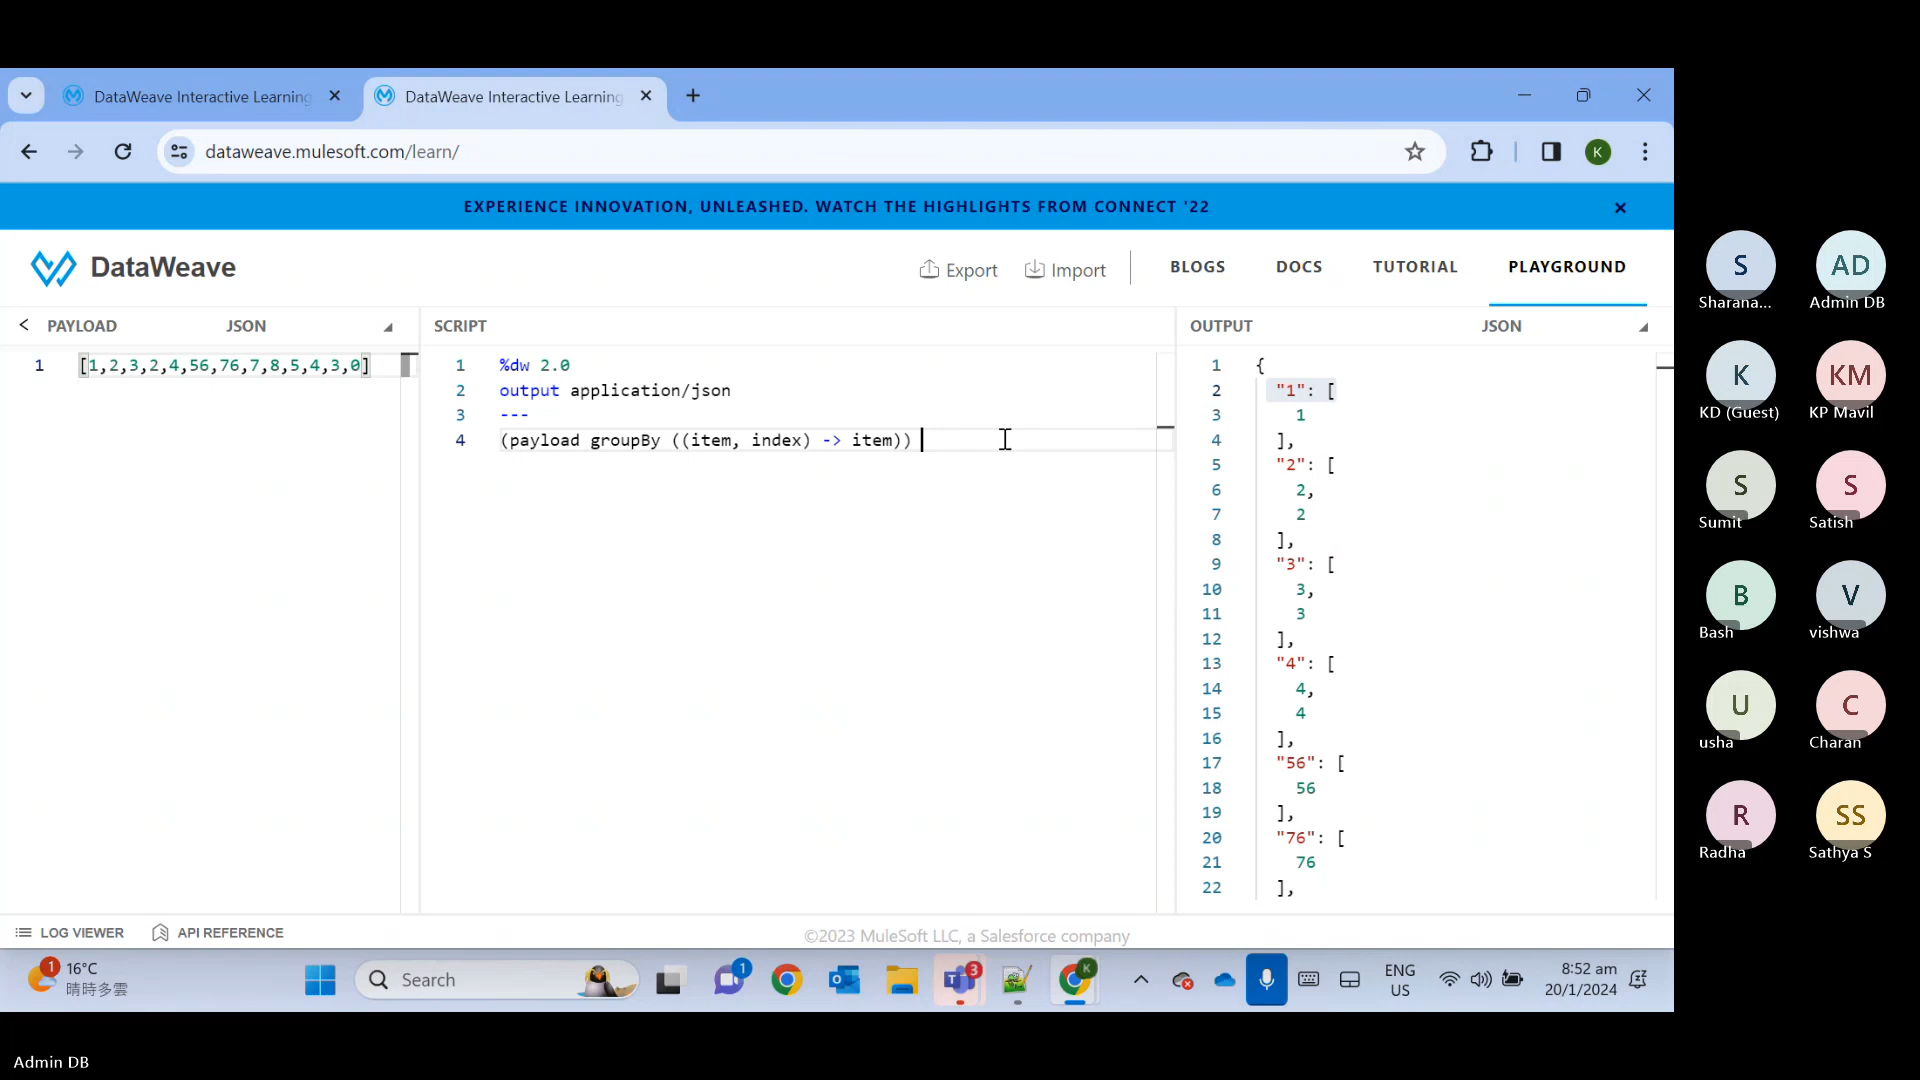 DataWeave Interactive Learning
DataWeave Interactive Learning
dataweave.mulesoft.com/learn/
K
EXPERIENCE INNOVATION, UNLEASHED. WATCH THE HIGHLIGHTS FROM CONNECT '22
DataWeave
Export
Import
BLOGS
DOCS
TUTORIAL
PLAYGROUND
PAYLOAD
JSON
1 [1,2,3,2,4,56,76,7,8,5,4,3,0]
SCRIPT
1 %dw 2.0
2 output application/json
3 ---
4 (payload groupBy ((item, index) -> item))
OUTPUT
JSON
1 {
2 "1": [
3 1
4 ],
5 "2": [
6 2,
7 2
8 ],
9 "3": [
10 3,
11 3
12 ],
13 "4": [
14 4,
15 4
16 ],
17 "56": [
18 56
19 ],
20 "76": [
21 76
22 ],
LOG VIEWER
API REFERENCE
©2023 MuleSoft LLC, a Salesforce company
1
16°C
晴時多雲
Search
1
3
K
ENG
US
8:52 am
20/1/2024
S
Sharana...
AD
Admin DB
K
KD (Guest)
KM
KP Mavil
S
Sumit
S
Satish
B
Bash
V
vishwa
U
usha
C
Charan
R
Radha
SS
Sathya S
Admin DB